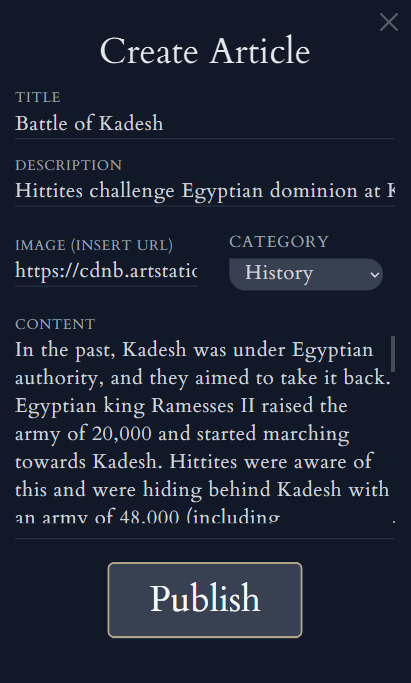 Create Article
TITLE
Battle of Kadesh
DESCRIPTION
Hittites challenge Egyptian dominion at
IMAGE (INSERT URL)
CATEGORY
https://cdnb.artstatic
History
CONTENT
In the past, Kadesh was under Egyptian
authority, and they aimed to take it back.
Egyptian king Ramesses II raised the
army of 20,000 and started marching
towards Kadesh. Hittites were aware of
this and were hiding behind Kadesh with
an army of 48,000 (including
Publish